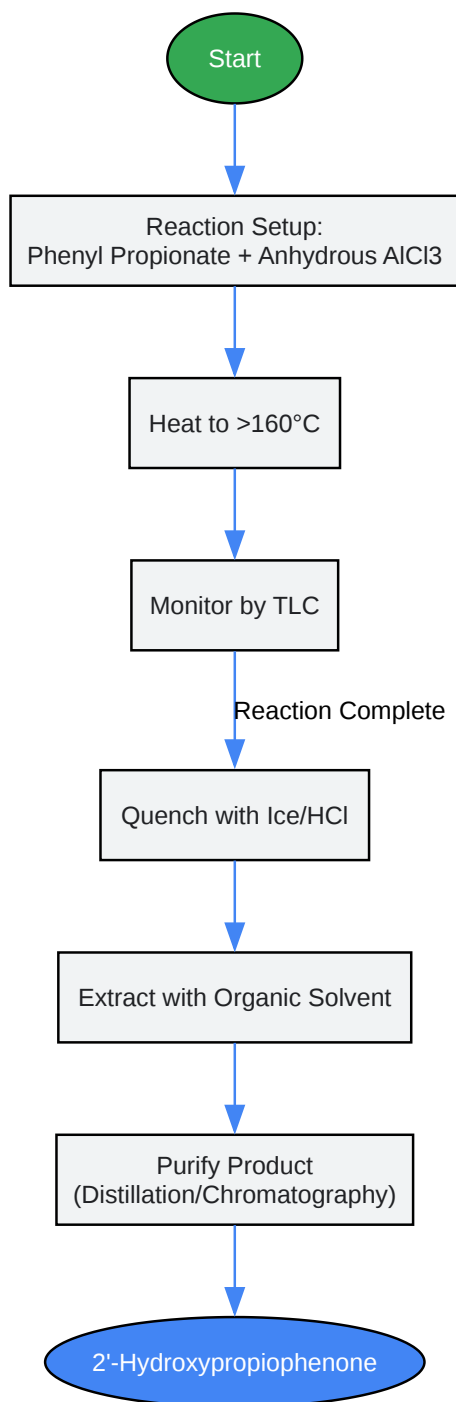 Start
Reaction Setup:
Phenyl Propionate + Anhydrous AlCl3
Heat to >160°C
Monitor by TLC
Reaction Complete
Quench with Ice/HCl
Extract with Organic Solvent
Purify Product
(Distillation/Chromatography)
2'-Hydroxypropiophenone